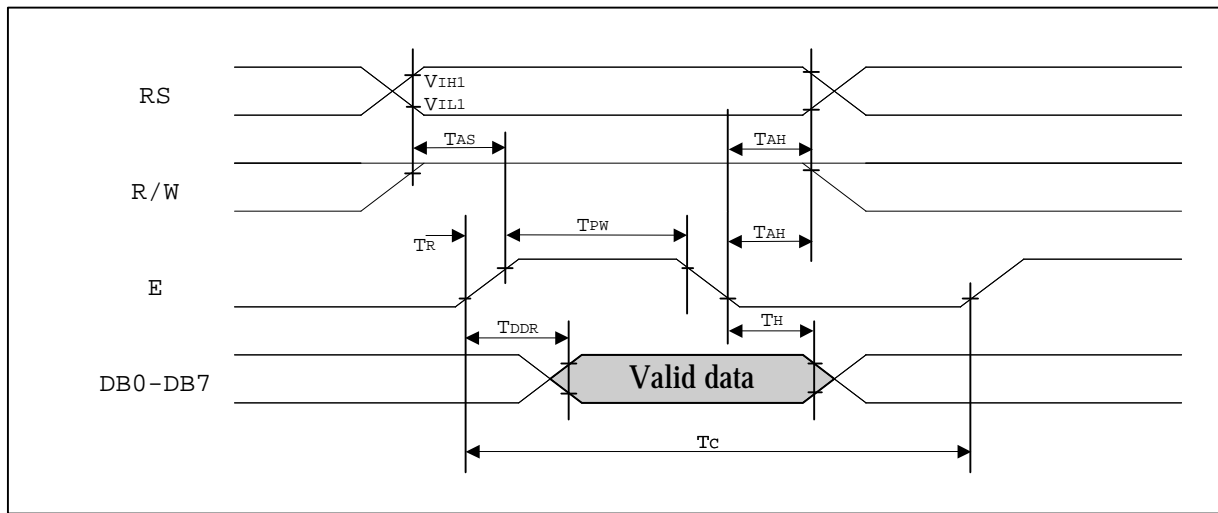 RS
VIH1
VIL1
TAS
TAH
R/W
TPW
TAH
TR
E
TDDR
TH
DB0-DB7
Valid data
TC